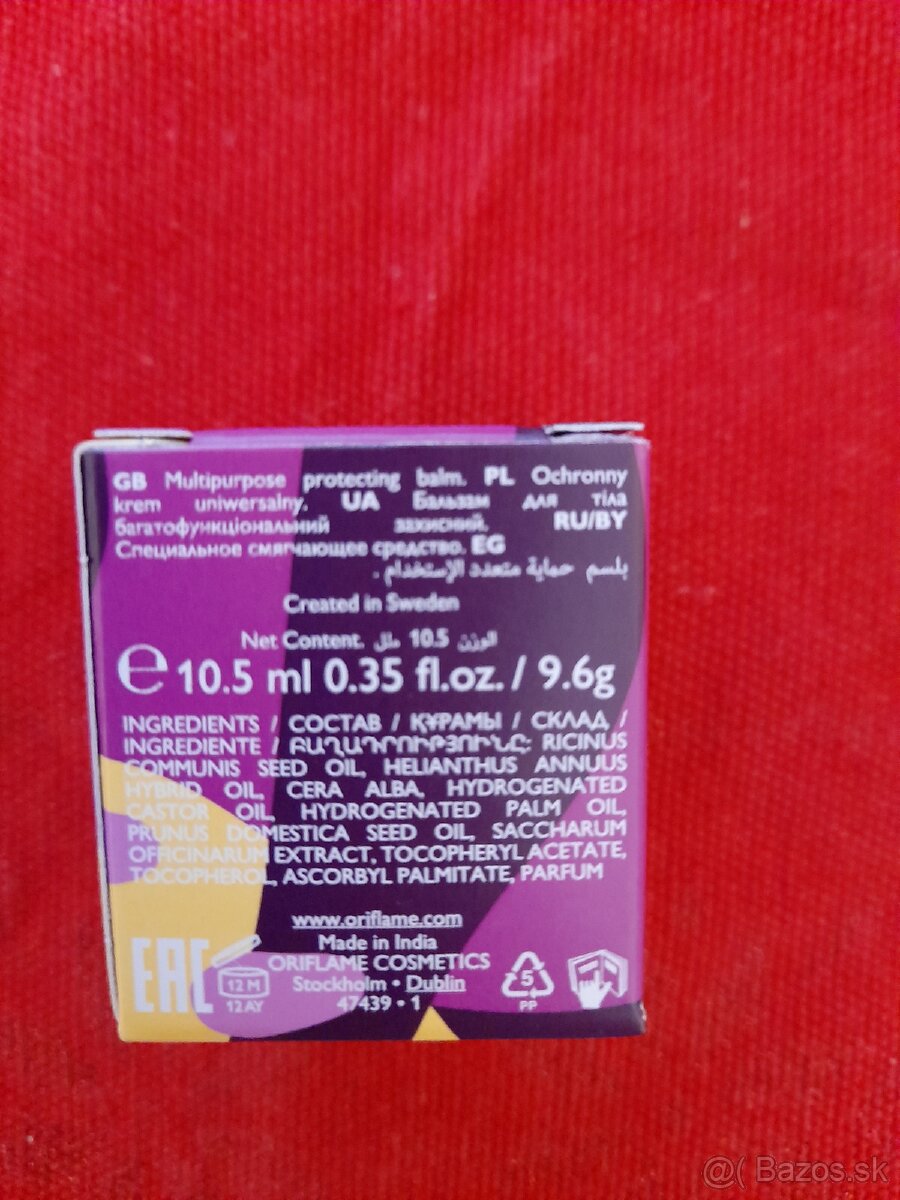 GB Multipurpose protecting balm. PL Ochronny
krem uniwersalny. UA Бальзам для тіла
багатофункціональний захисний. RU/BY
Специальное смягчающее средство. EG
بلسم حماية متعدد الإستخدام.
Created in Sweden
Net Content. الوزن 10.5 ملل
e 10.5 ml 0.35 fl.oz. / 9.6g
INGREDIENTS / СОСТАВ / ҚҰРАМЫ / СКЛАД /
INGREDIENTE / ԲԱՂԱԴՐՈՒԹՅՈՒՆԸ: RICINUS
COMMUNIS SEED OIL, HELIANTHUS ANNUUS
HYBRID OIL, CERA ALBA, HYDROGENATED
CASTOR OIL, HYDROGENATED PALM OIL,
PRUNUS DOMESTICA SEED OIL, SACCHARUM
OFFICINARUM EXTRACT, TOCOPHERYL ACETATE,
TOCOPHEROL, ASCORBYL PALMITATE, PARFUM
www.oriflame.com
Made in India
ORIFLAME COSMETICS
Stockholm • Dublin
47439 • 1
EAC
12 M
12 AY
5
PP
@( Bazos.sk